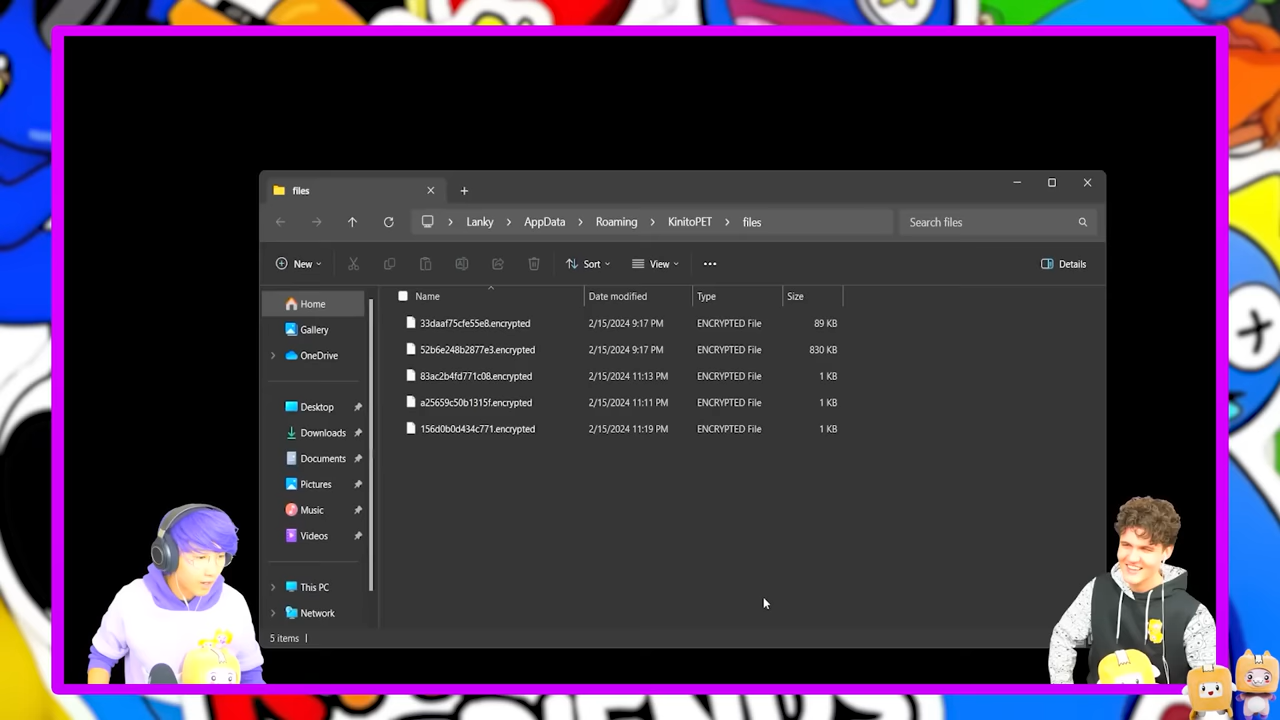 files
Lanky > AppData > Roaming > KinitoPET > files
Search files
New
Sort
View
Details
Name
Date modified
Type
Size
Home
33daaf75cfe55e8.encrypted 2/15/2024 9:17 PM ENCRYPTED File 89 KB
Gallery
52b6e248b2877e3.encrypted 2/15/2024 9:17 PM ENCRYPTED File 830 KB
OneDrive
83ac2b4fd771c08.encrypted 2/15/2024 11:13 PM ENCRYPTED File 1 KB
a25659c50b1315f.encrypted 2/15/2024 11:11 PM ENCRYPTED File 1 KB
Desktop
156d0b0d434c771.encrypted 2/15/2024 11:19 PM ENCRYPTED File 1 KB
Downloads
Documents
Pictures
Music
Videos
This PC
Network
5 items